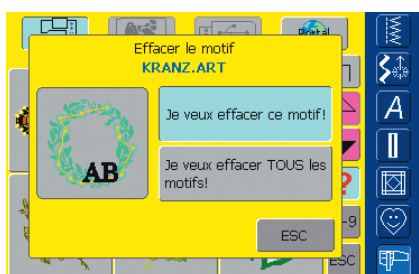 Portal
Effacer le motif
KRANZ.ART
Je veux effacer ce motif!
AB
Je veux effacer TOUS les
motifs!
?
-9
ESC
ESC
A